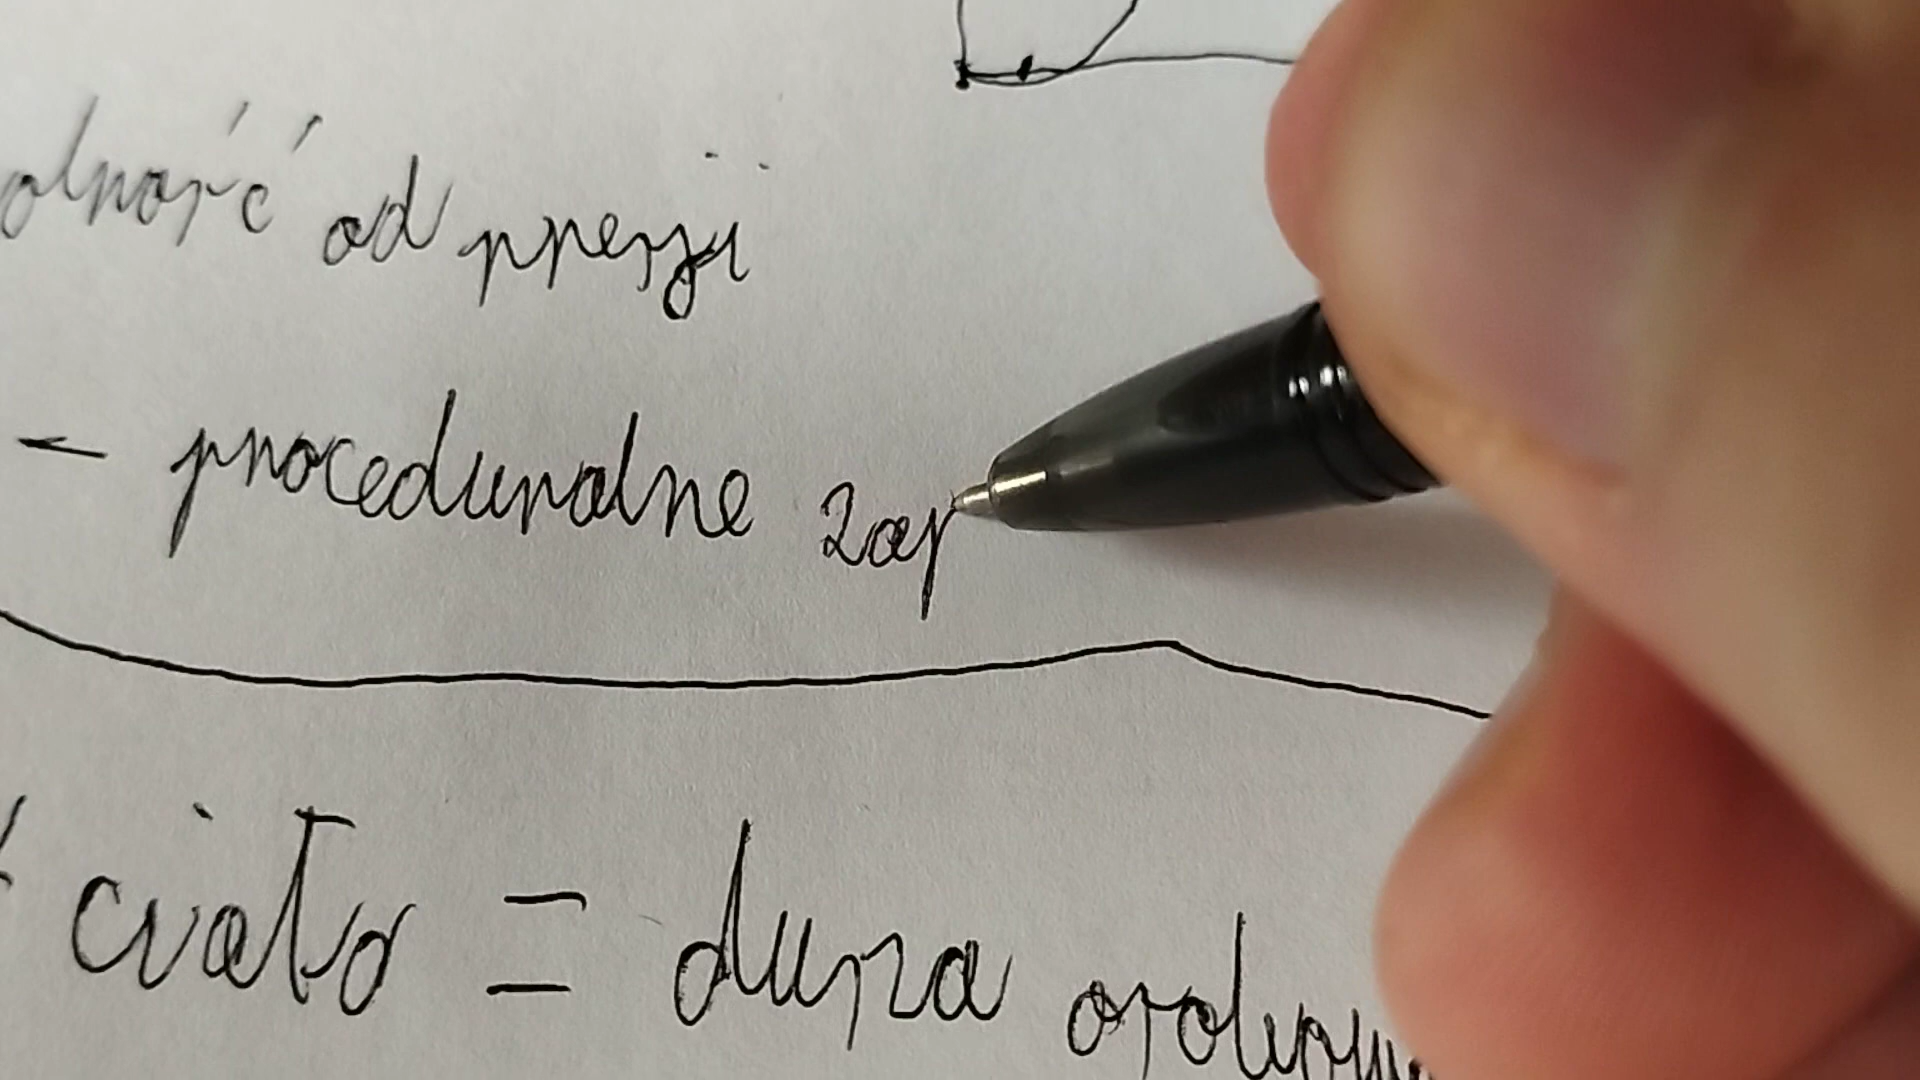 olność od presji
- proceduralne zap
ciało = dusza